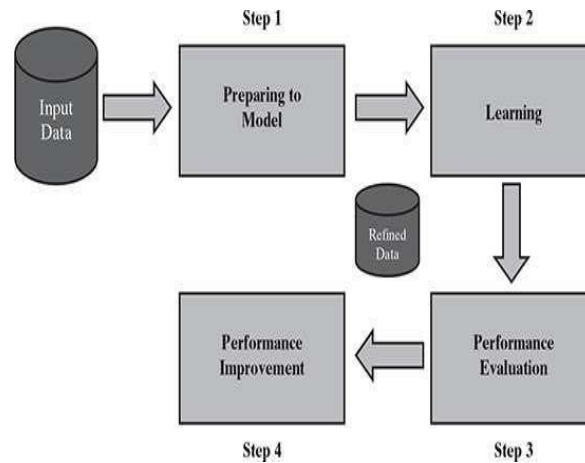 Step 1
Step 2
Input
Data
Preparing to
Model
Learning
Refined
Data
Performance
Improvement
Performance
Evaluation
Step 4
Step 3